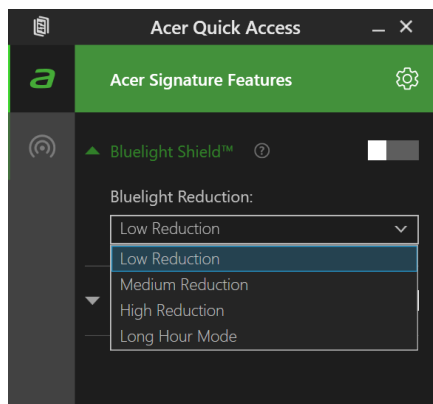 Acer Quick Access
a
Acer Signature Features
Bluelight Shield™ ?
Bluelight Reduction:
Low Reduction
Low Reduction
Medium Reduction
High Reduction
Long Hour Mode